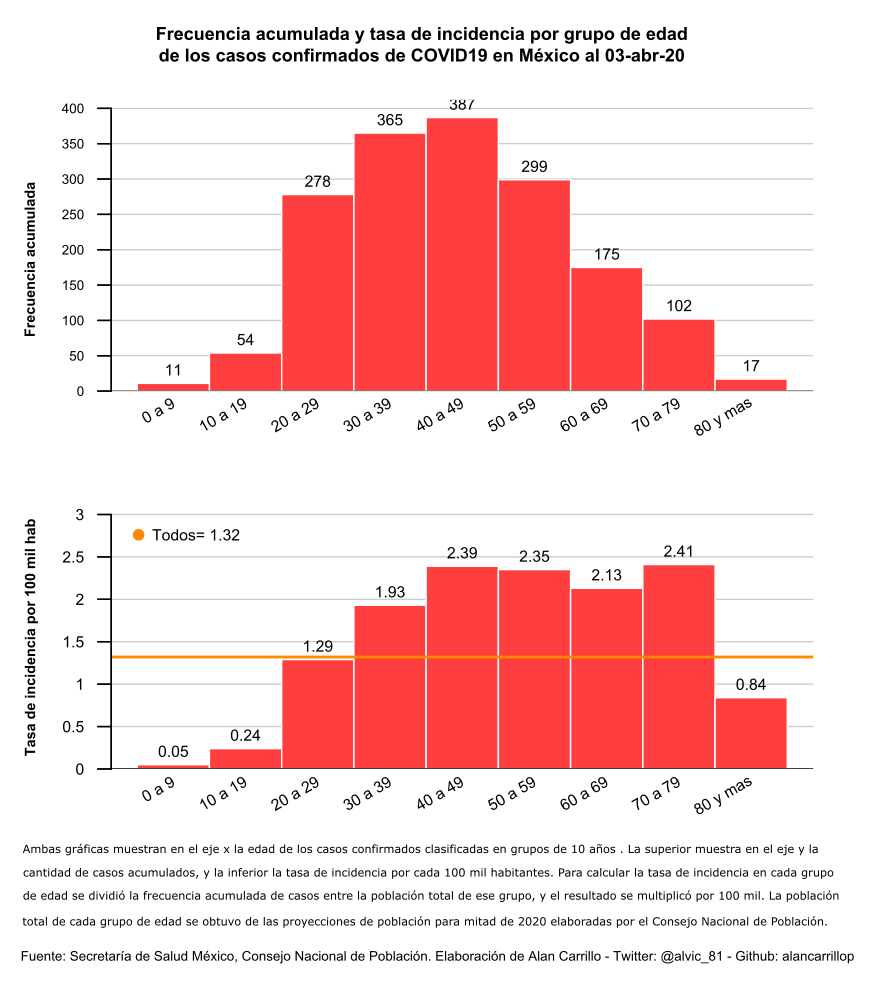 Frecuencia acumulada y tasa de incidencia por grupo de edad
de los casos confirmados de COVID19 en México al 03-abr-20
Frecuencia acumulada
400
350
300
250
200
150
100
50
0
11
54
278
365
387
299
175
102
17
0 a 9
10 a 19
20 a 29
30 a 39
40 a 49
50 a 59
60 a 69
70 a 79
80 y mas
Tasa de incidencia por 100 mil hab
3
2.5
2
1.5
1
0.5
0
Todos= 1.32
0.05
0.24
1.29
1.93
2.39
2.35
2.13
2.41
0.84
0 a 9
10 a 19
20 a 29
30 a 39
40 a 49
50 a 59
60 a 69
70 a 79
80 y mas
Ambas gráficas muestran en el eje x la edad de los casos confirmados clasificadas en grupos de 10 años . La superior muestra en el eje y la
cantidad de casos acumulados, y la inferior la tasa de incidencia por cada 100 mil habitantes. Para calcular la tasa de incidencia en cada grupo
de edad se dividió la frecuencia acumulada de casos entre la población total de ese grupo, y el resultado se multiplicó por 100 mil. La población
total de cada grupo de edad se obtuvo de las proyecciones de población para mitad de 2020 elaboradas por el Consejo Nacional de Población.
Fuente: Secretaría de Salud México, Consejo Nacional de Población. Elaboración de Alan Carrillo - Twitter: @alvic_81 - Github: alancarrillop